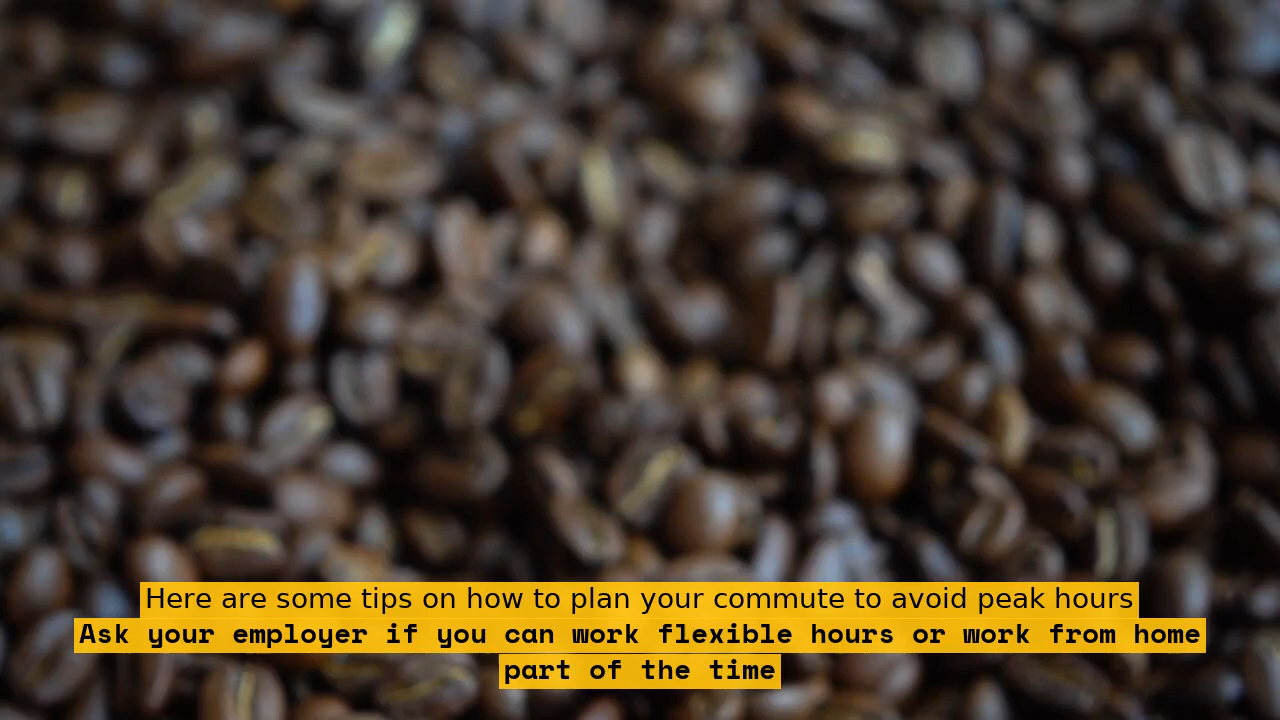 Here are some tips on how to plan your commute to avoid peak hours
Ask your employer if you can work flexible hours or work from home
part of the time